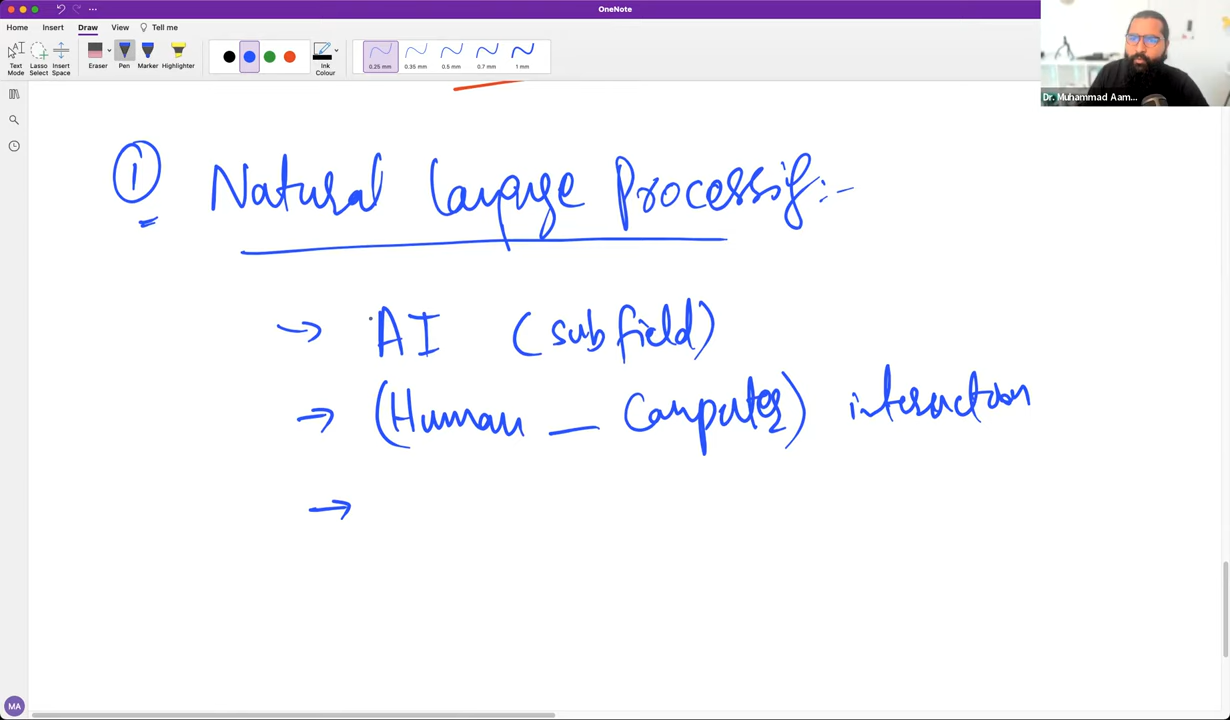 OneNote
Home Insert Draw View Tell me
Text Mode Lasso Select Insert Space Eraser Pen Marker Highlighter Ink Colour 0.25 mm 0.35 mm 0.5 mm 0.7 mm 1 mm
Dr. Muhammad Aam...
① Natural Language Processing :-
→ AI (subfield)
→ (Human — Computer) interaction
→
MA